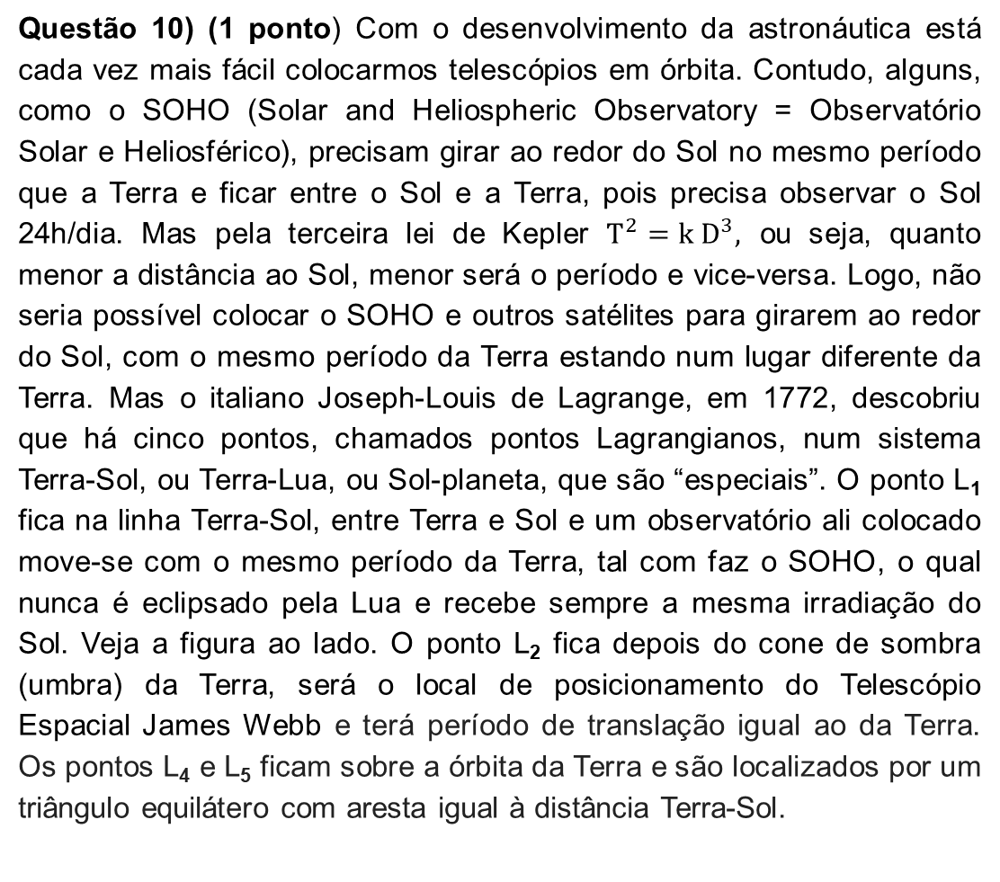 Questão 10) (1 ponto) Com o desenvolvimento da astronáutica está
cada vez mais fácil colocarmos telescópios em órbita. Contudo, alguns,
como o SOHO (Solar and Heliospheric Observatory = Observatório
Solar e Heliosférico), precisam girar ao redor do Sol no mesmo período
que a Terra e ficar entre o Sol e a Terra, pois precisa observar o Sol
24h/dia. Mas pela terceira lei de Kepler T² = k D³, ou seja, quanto
menor a distância ao Sol, menor será o período e vice-versa. Logo, não
seria possível colocar o SOHO e outros satélites para girarem ao redor
do Sol, com o mesmo período da Terra estando num lugar diferente da
Terra. Mas o italiano Joseph-Louis de Lagrange, em 1772, descobriu
que há cinco pontos, chamados pontos Lagrangianos, num sistema
Terra-Sol, ou Terra-Lua, ou Sol-planeta, que são “especiais”. O ponto L₁
fica na linha Terra-Sol, entre Terra e Sol e um observatório ali colocado
move-se com o mesmo período da Terra, tal com faz o SOHO, o qual
nunca é eclipsado pela Lua e recebe sempre a mesma irradiação do
Sol. Veja a figura ao lado. O ponto L₂ fica depois do cone de sombra
(umbra) da Terra, será o local de posicionamento do Telescópio
Espacial James Webb e terá período de translação igual ao da Terra.
Os pontos L₄ e L₅ ficam sobre a órbita da Terra e são localizados por um
triângulo equilátero com aresta igual à distância Terra-Sol.